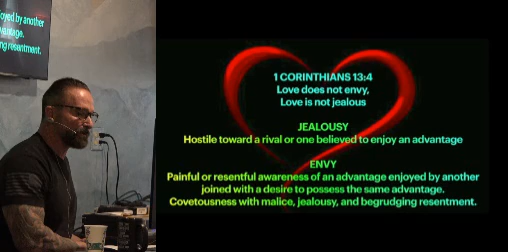 oyed by another
vantage.
ng resentment.
1 CORINTHIANS 13:4
Love does not envy,
Love is not jealous
JEALOUSY
Hostile toward a rival or one believed to enjoy an advantage
ENVY
Painful or resentful awareness of an advantage enjoyed by another
joined with a desire to possess the same advantage.
Covetousness with malice, jealousy, and begrudging resentment.